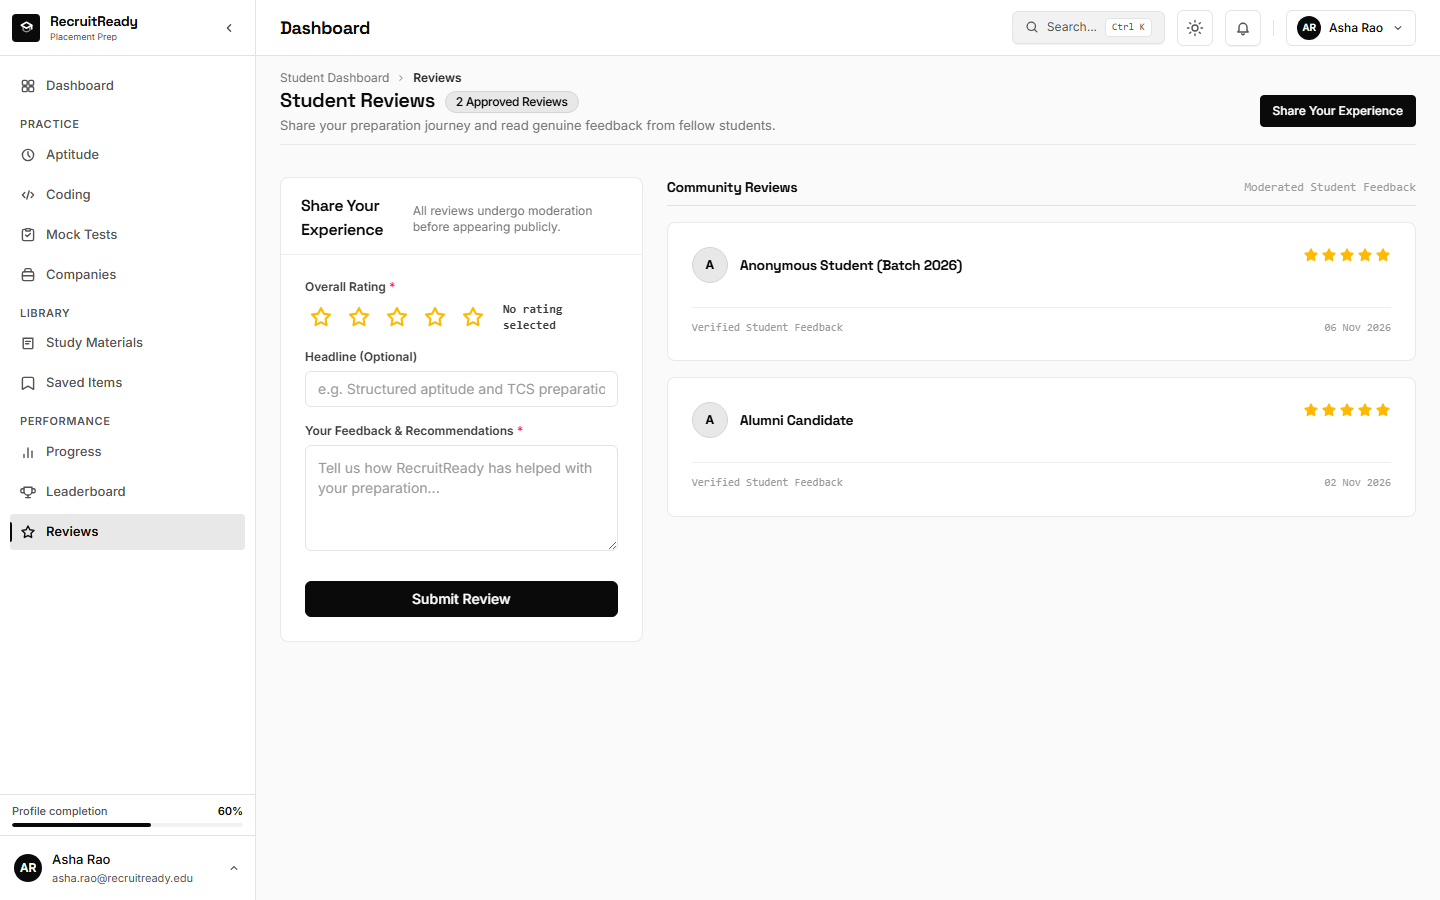 RecruitReady
Placement Prep
Dashboard
PRACTICE
Aptitude
Coding
Mock Tests
Companies
LIBRARY
Study Materials
Saved Items
PERFORMANCE
Progress
Leaderboard
Reviews
Profile completion 60%
AR
Asha Rao
asha.rao@recruitready.edu
Dashboard
Search... Ctrl K
AR Asha Rao
Student Dashboard > Reviews
Student Reviews 2 Approved Reviews
Share your preparation journey and read genuine feedback from fellow students.
Share Your Experience
Share Your
Experience
All reviews undergo moderation
before appearing publicly.
Overall Rating *
No rating
selected
Headline (Optional)
e.g. Structured aptitude and TCS preparatio
Your Feedback & Recommendations *
Tell us how RecruitReady has helped with
your preparation...
Submit Review
Community Reviews Moderated Student Feedback
A Anonymous Student (Batch 2026)
Verified Student Feedback 06 Nov 2026
A Alumni Candidate
Verified Student Feedback 02 Nov 2026